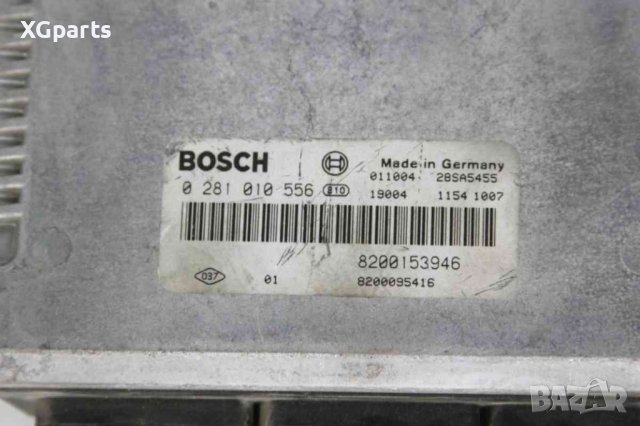 XGparts
BOSCH
Made in Germany
0 281 010 556 B10
011004 28SA5455
19004 1154 1007
8200153946
037 01 8200095416
BAZAR